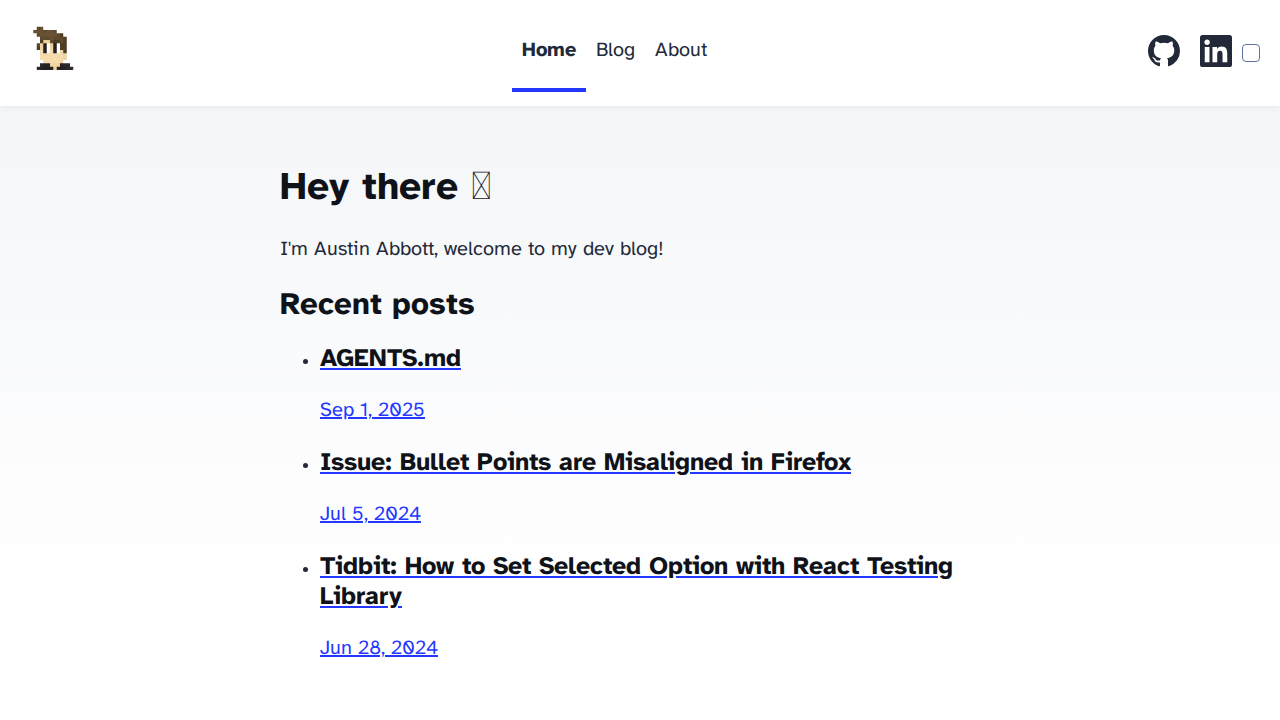 Home Blog About
Hey there
I'm Austin Abbott, welcome to my dev blog!
Recent posts
AGENTS.md
Sep 1, 2025
Issue: Bullet Points are Misaligned in Firefox
Jul 5, 2024
Tidbit: How to Set Selected Option with React Testing
Library
Jun 28, 2024